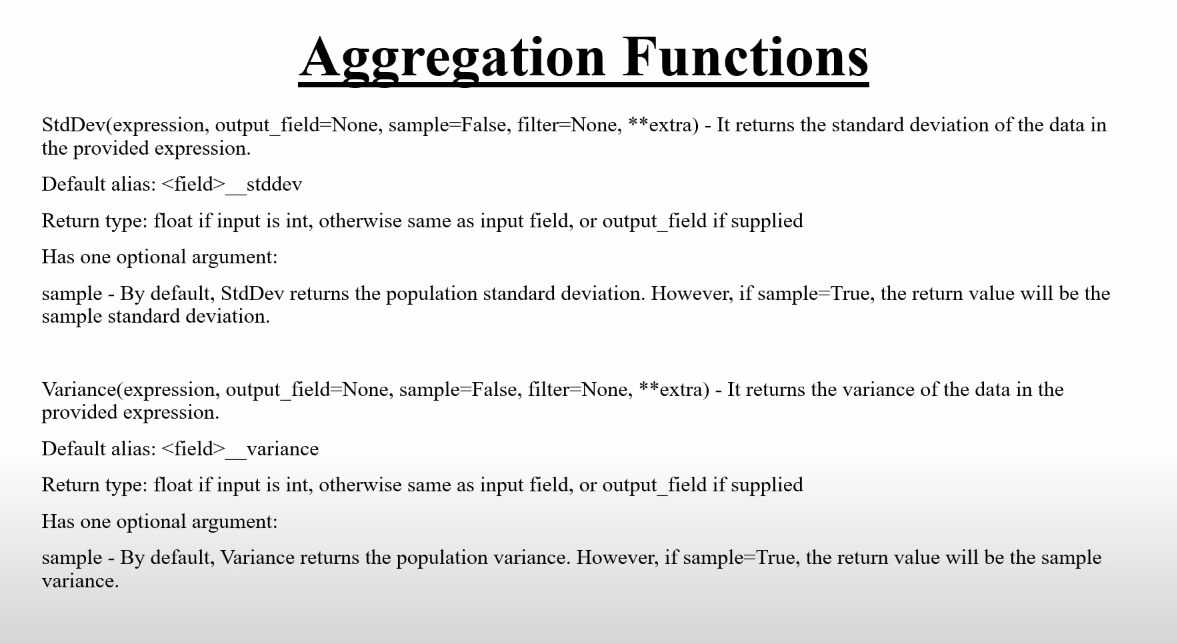 Aggregation Functions
StdDev(expression, output_field=None, sample=False, filter=None, **extra) - It returns the standard deviation of the data in
the provided expression.
Default alias: <field>__stddev
Return type: float if input is int, otherwise same as input field, or output_field if supplied
Has one optional argument:
sample - By default, StdDev returns the population standard deviation. However, if sample=True, the return value will be the
sample standard deviation.
Variance(expression, output_field=None, sample=False, filter=None, **extra) - It returns the variance of the data in the
provided expression.
Default alias: <field>__variance
Return type: float if input is int, otherwise same as input field, or output_field if supplied
Has one optional argument:
sample - By default, Variance returns the population variance. However, if sample=True, the return value will be the sample
variance.